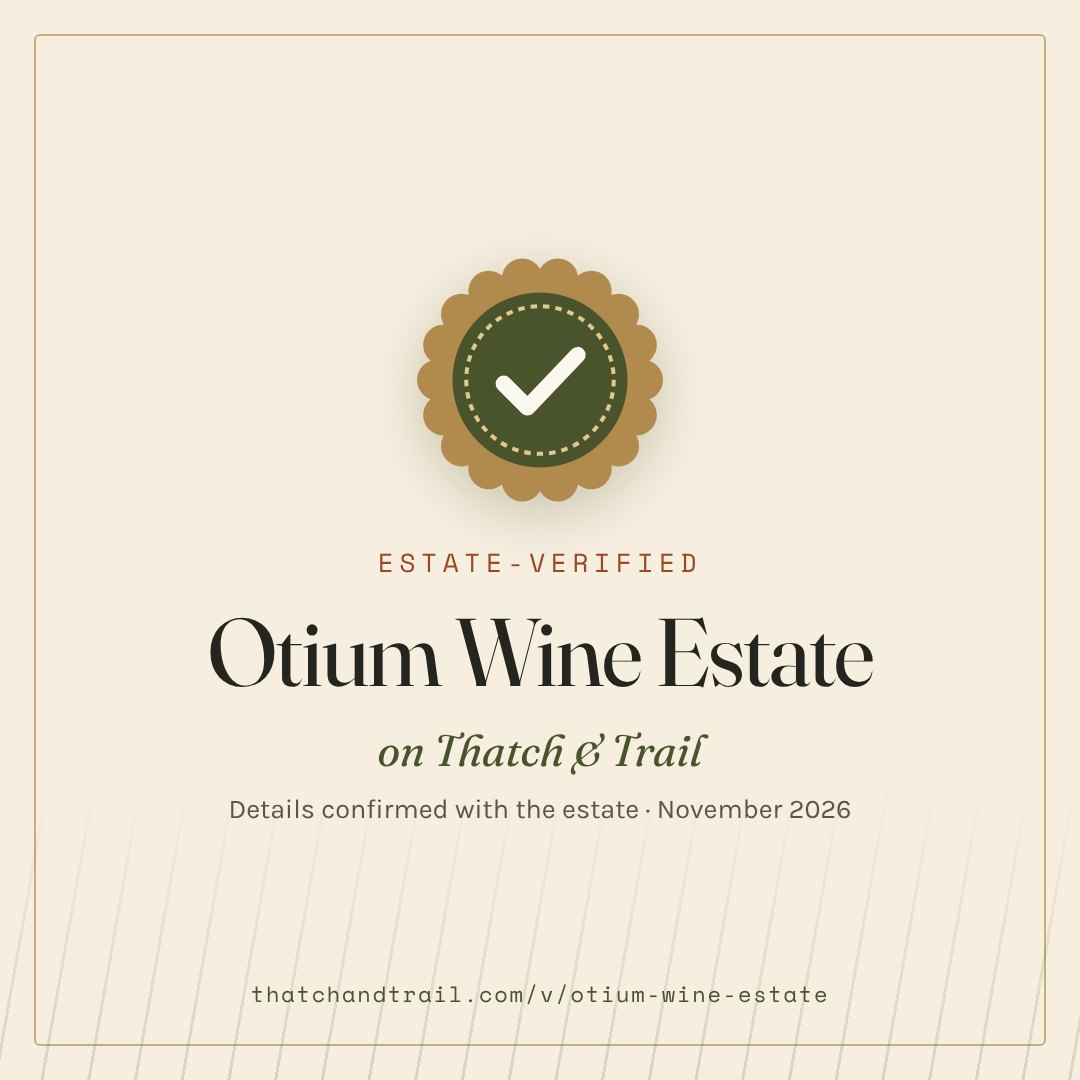 ESTATE-VERIFIED
Otium Wine Estate
on Thatch & Trail
Details confirmed with the estate · November 2026
thatchandtrail.com/v/otium-wine-estate